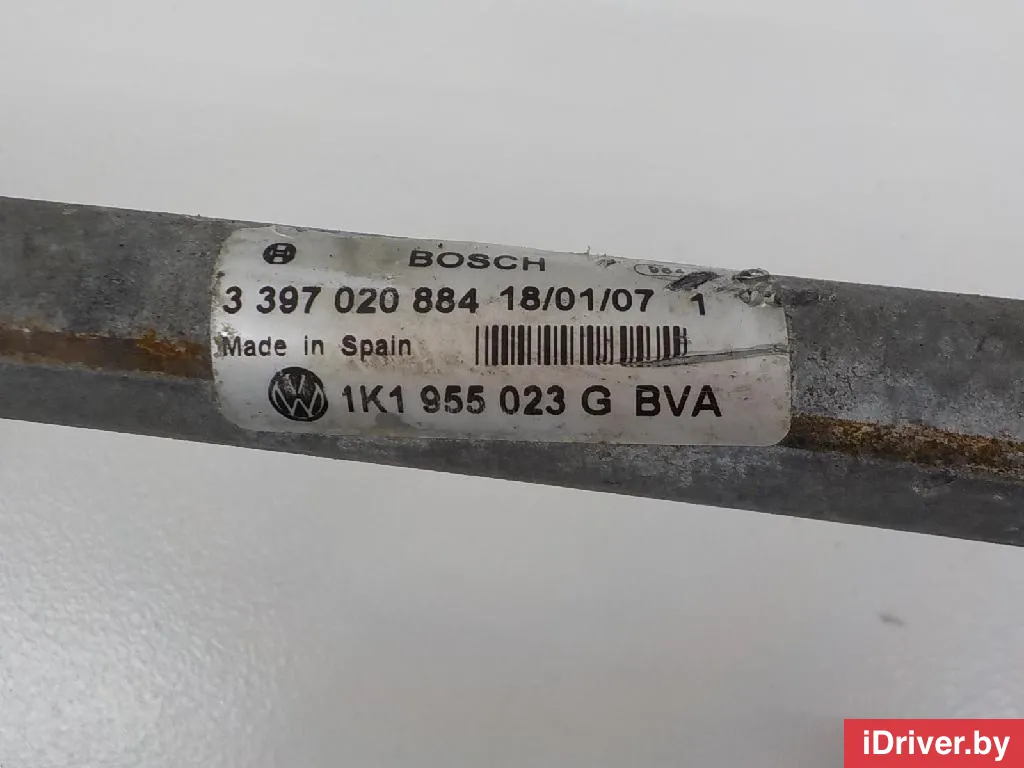 BOSCH
3 397 020 884 18/01/07 1
Made in Spain
1K1 955 023 G BVA
iDriver.by